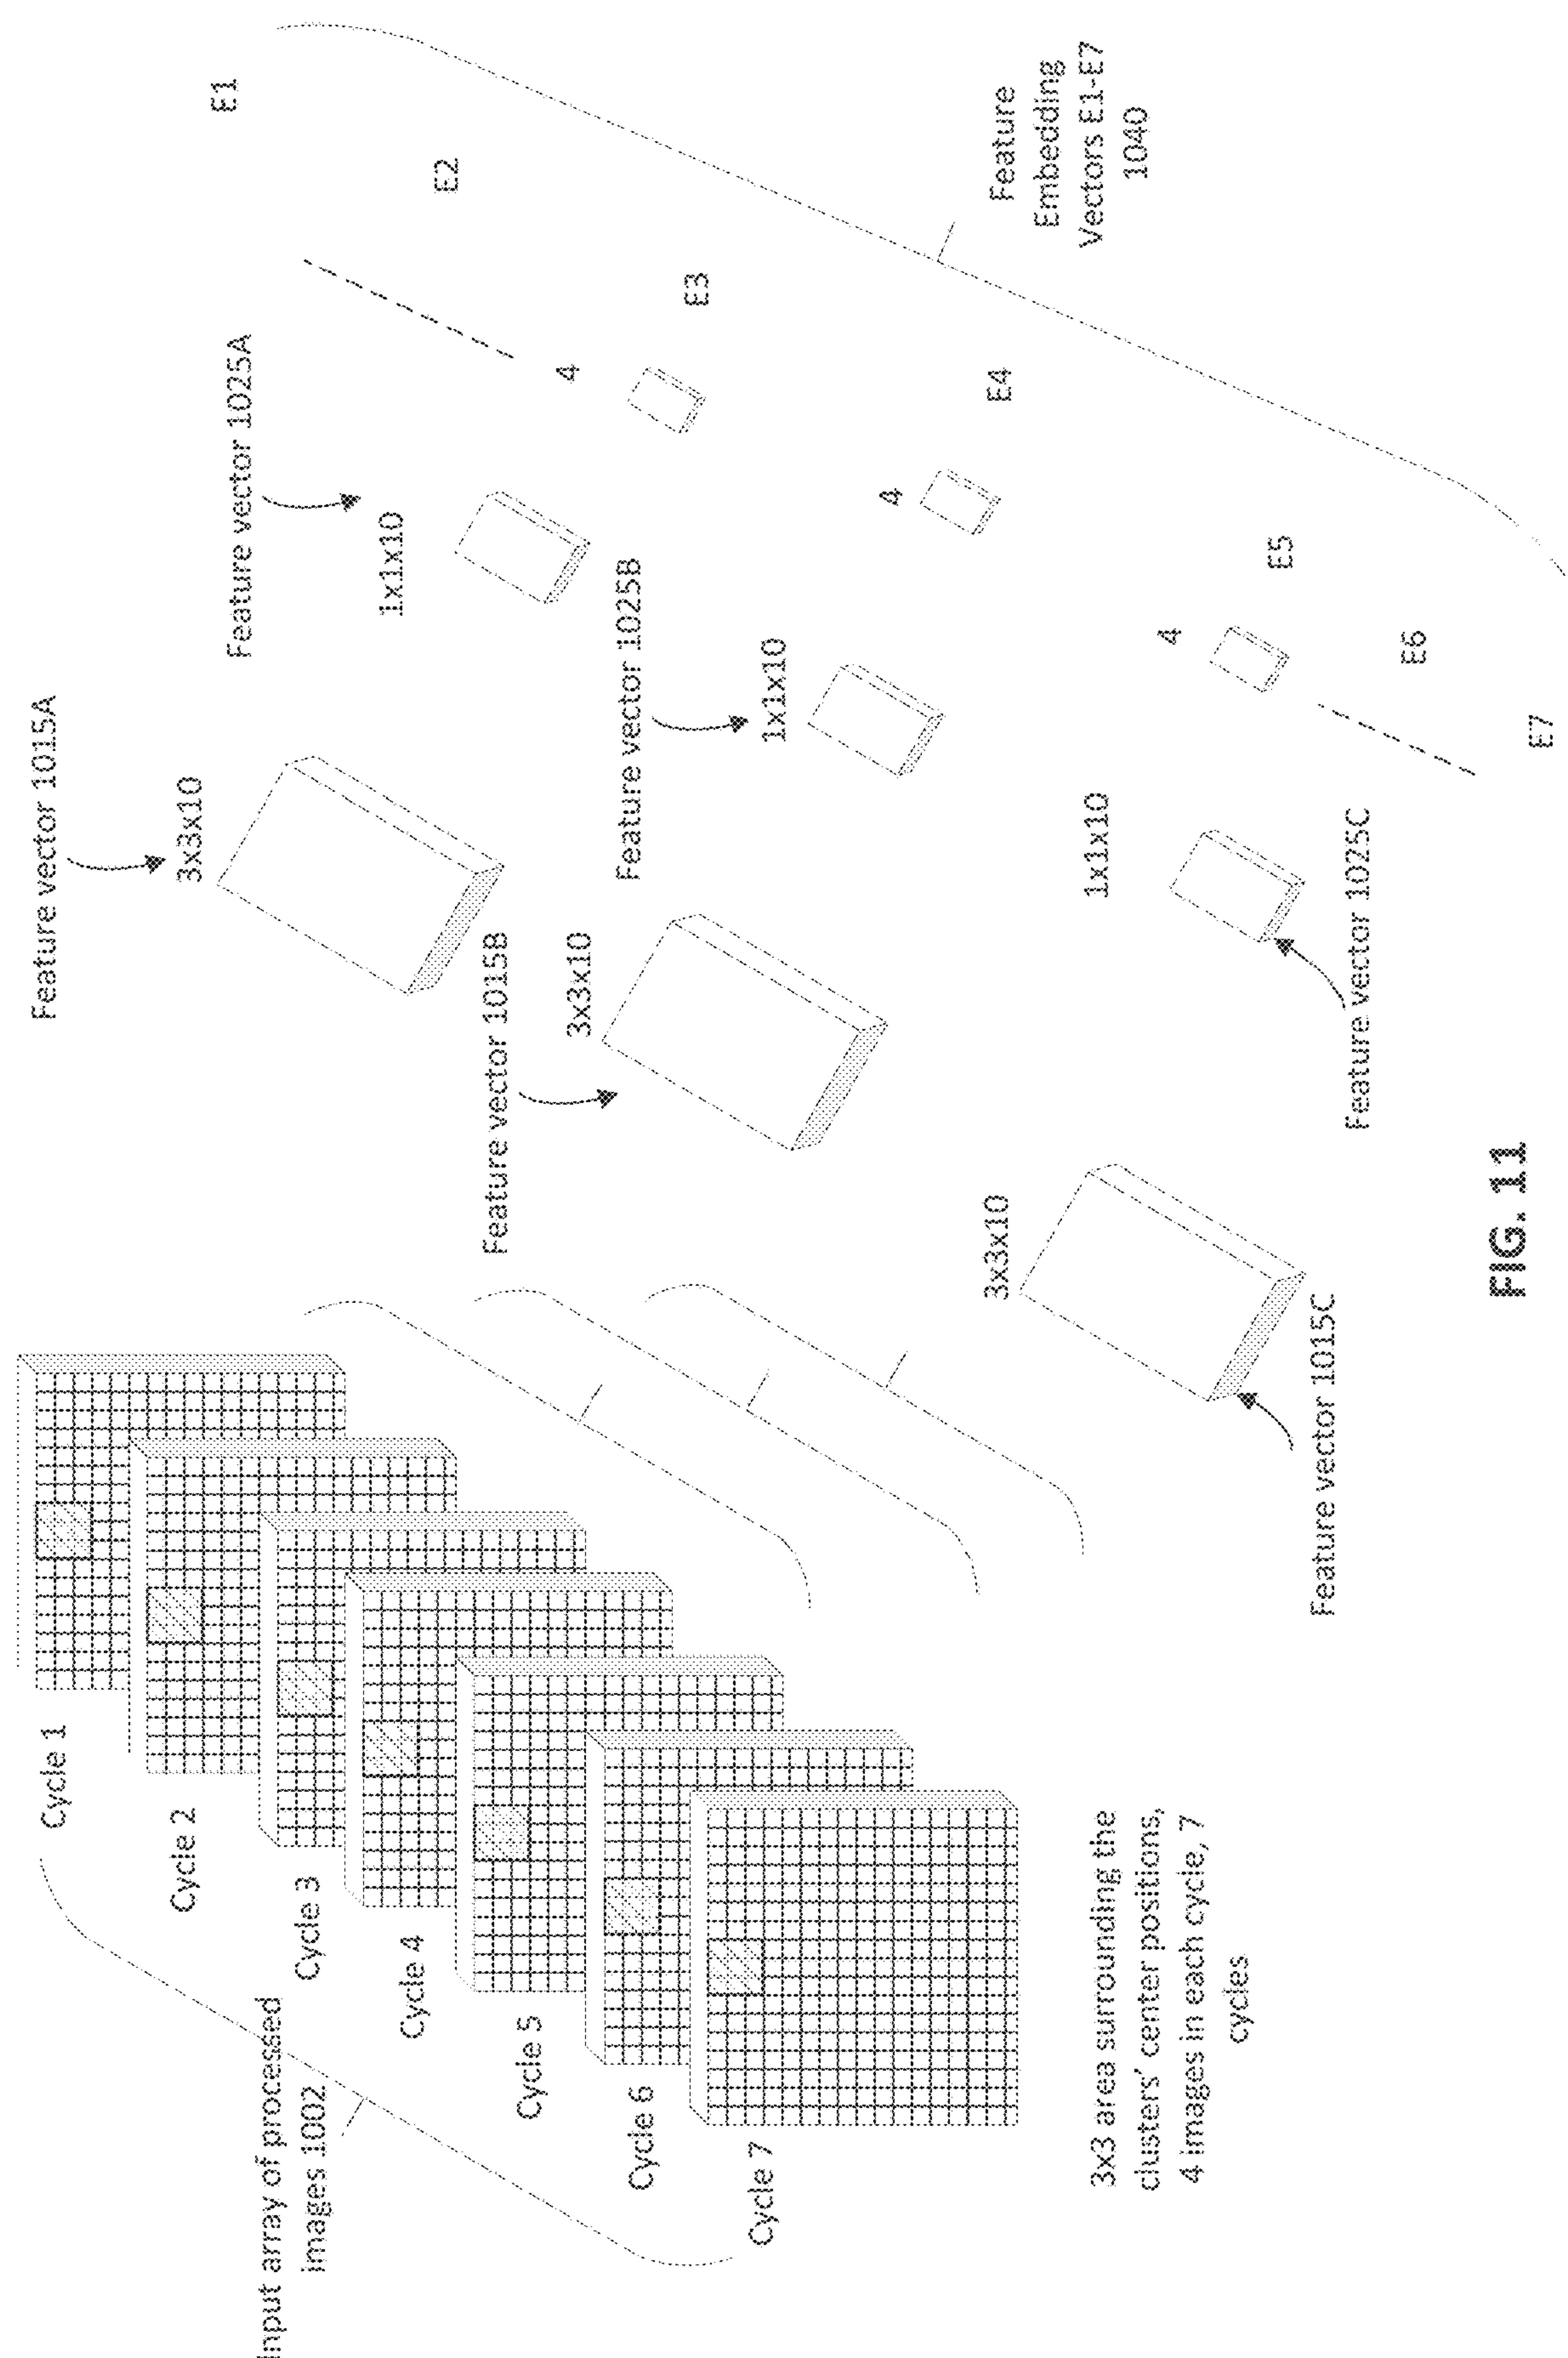 Input array of processed
images 1002
Cycle 1
Cycle 2
Cycle 3
Cycle 4
Cycle 5
Cycle 6
Cycle 7
3x3 area surrounding the
clusters' center positions,
4 images in each cycle, 7
cycles
Feature vector 1015A
3x3x10
Feature vector 1015B
3x3x10
3x3x10
Feature vector 1015C
Feature vector 1025A
1x1x10
Feature vector 1025B
1x1x10
1x1x10
Feature vector 1025C
4
4
4
E1
E2
E3
E4
E5
E6
E7
Feature
Embedding
Vectors E1-E7
1040
FIG. 11